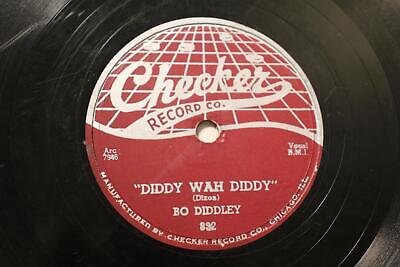 Checker
RECORD CO.
Arc
7946
Vocal
B.M.I.
"DIDDY WAH DIDDY"
(Dixon)
BO DIDDLEY
832
MANUFACTURED BY CHECKER RECORD CO., CHICAGO, ILL.